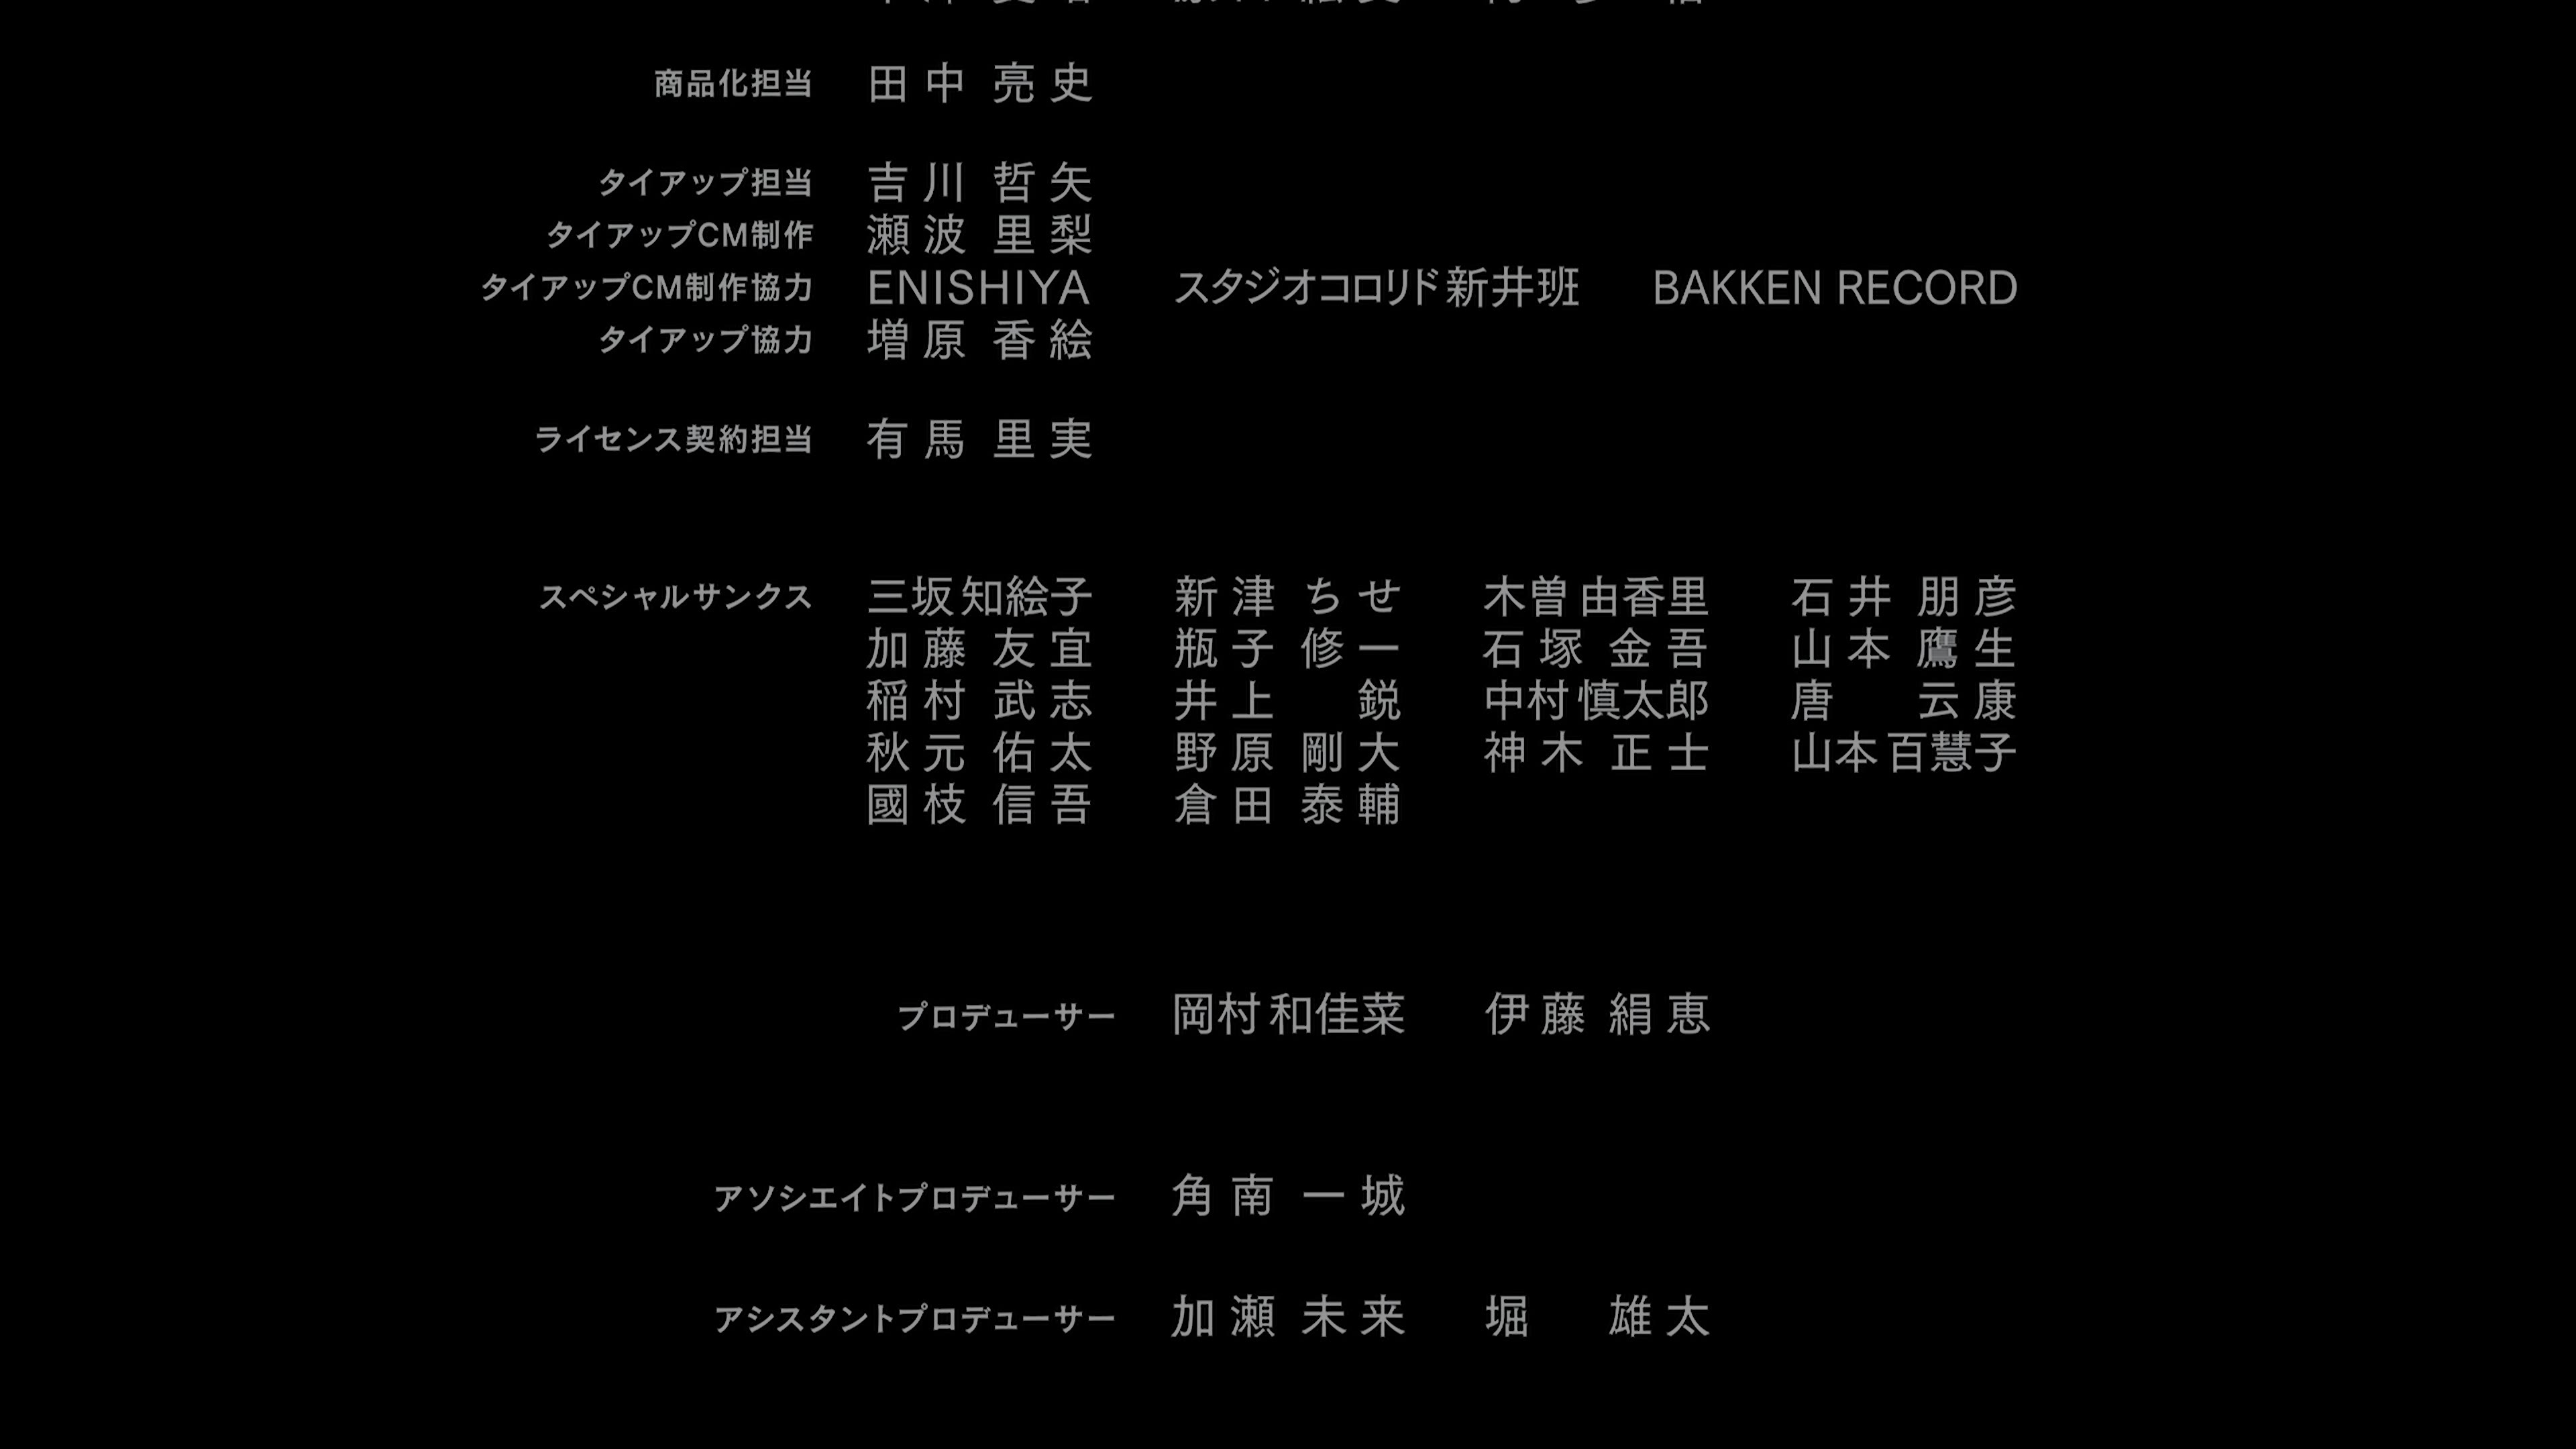 商品化担当 田中 亮史
タイアップ担当 吉川 哲矢
タイアップCM制作 瀬波 里梨
タイアップCM制作協力 ENISHIYA スタジオコロリド新井班 BAKKEN RECORD
タイアップ協力 増原 香絵
ライセンス契約担当 有馬 里実
スペシャルサンクス 三坂 知絵子 新津 ちせ 木曽 由香里 石井 朋彦
加藤 友宜 瓶子 修一 石塚 金吾 山本 鷹生
稲村 武志 井上 鋭 中村 慎太郎 唐 云康
秋元 佑太 野原 剛大 神木 正士 山本 百慧子
國枝 信吾 倉田 泰輔
プロデューサー 岡村 和佳菜 伊藤 絹恵
アソシエイトプロデューサー 角南 一城
アシスタントプロデューサー 加瀬 未来 堀 雄太